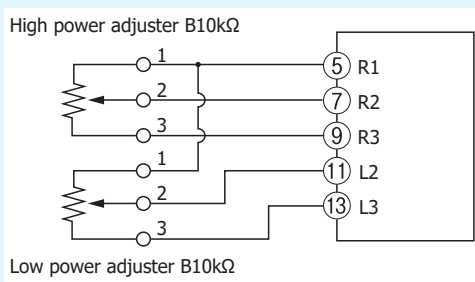 High power adjuster B10kΩ
1
5 R1
2
7 R2
3
9 R3
1
11 L2
2
13 L3
3
Low power adjuster B10kΩ